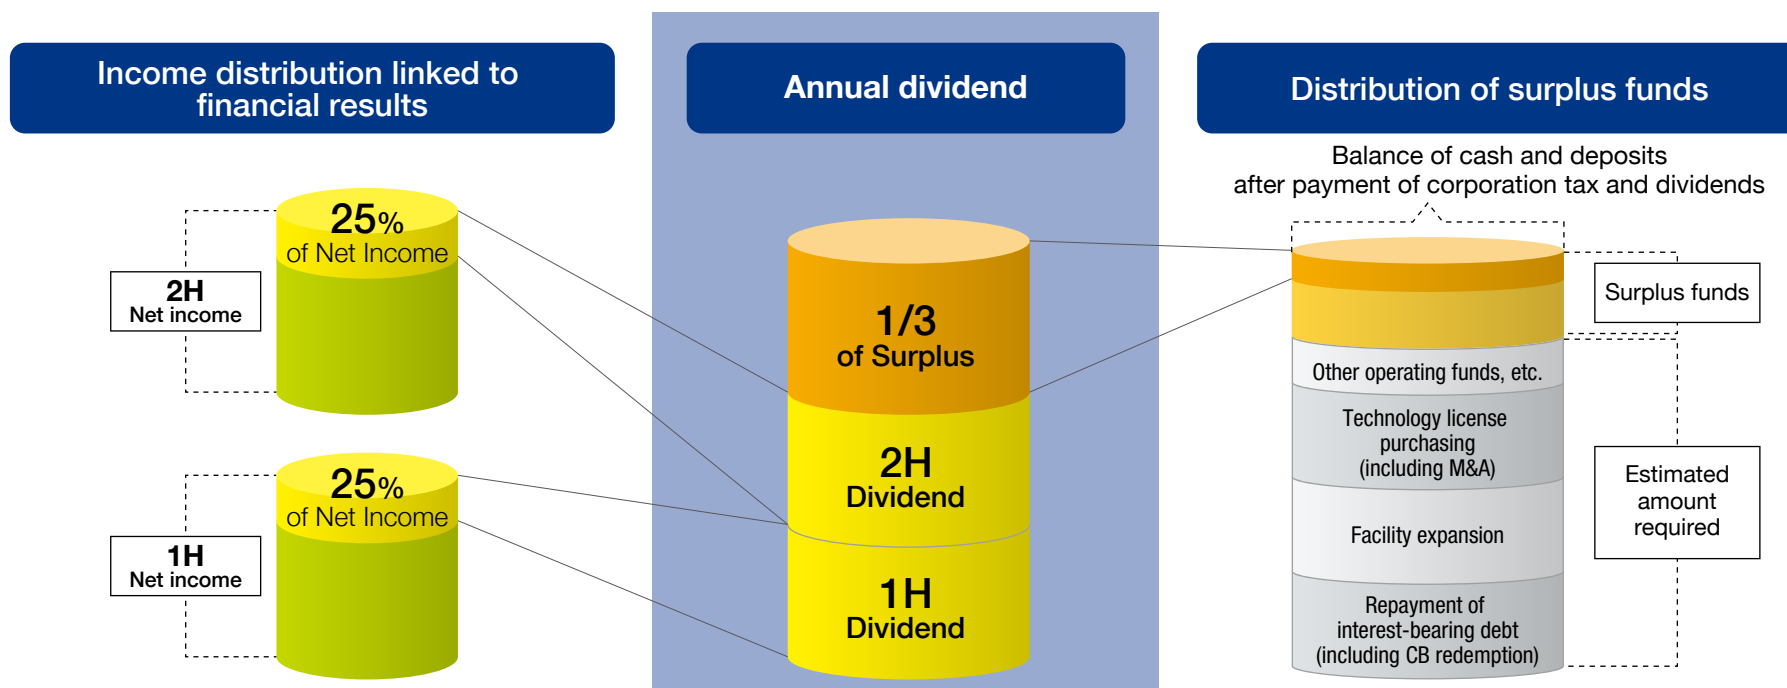 Income distribution linked to
financial results
25%
of Net Income
2H
Net income
25%
of Net Income
1H
Net income
Annual dividend
1/3
of Surplus
2H
Dividend
1H
Dividend
Distribution of surplus funds
Balance of cash and deposits
after payment of corporation tax and dividends
Surplus funds
Other operating funds, etc.
Technology license
purchasing
(including M&A)
Facility expansion
Repayment of
interest-bearing debt
(including CB redemption)
Estimated
amount
required